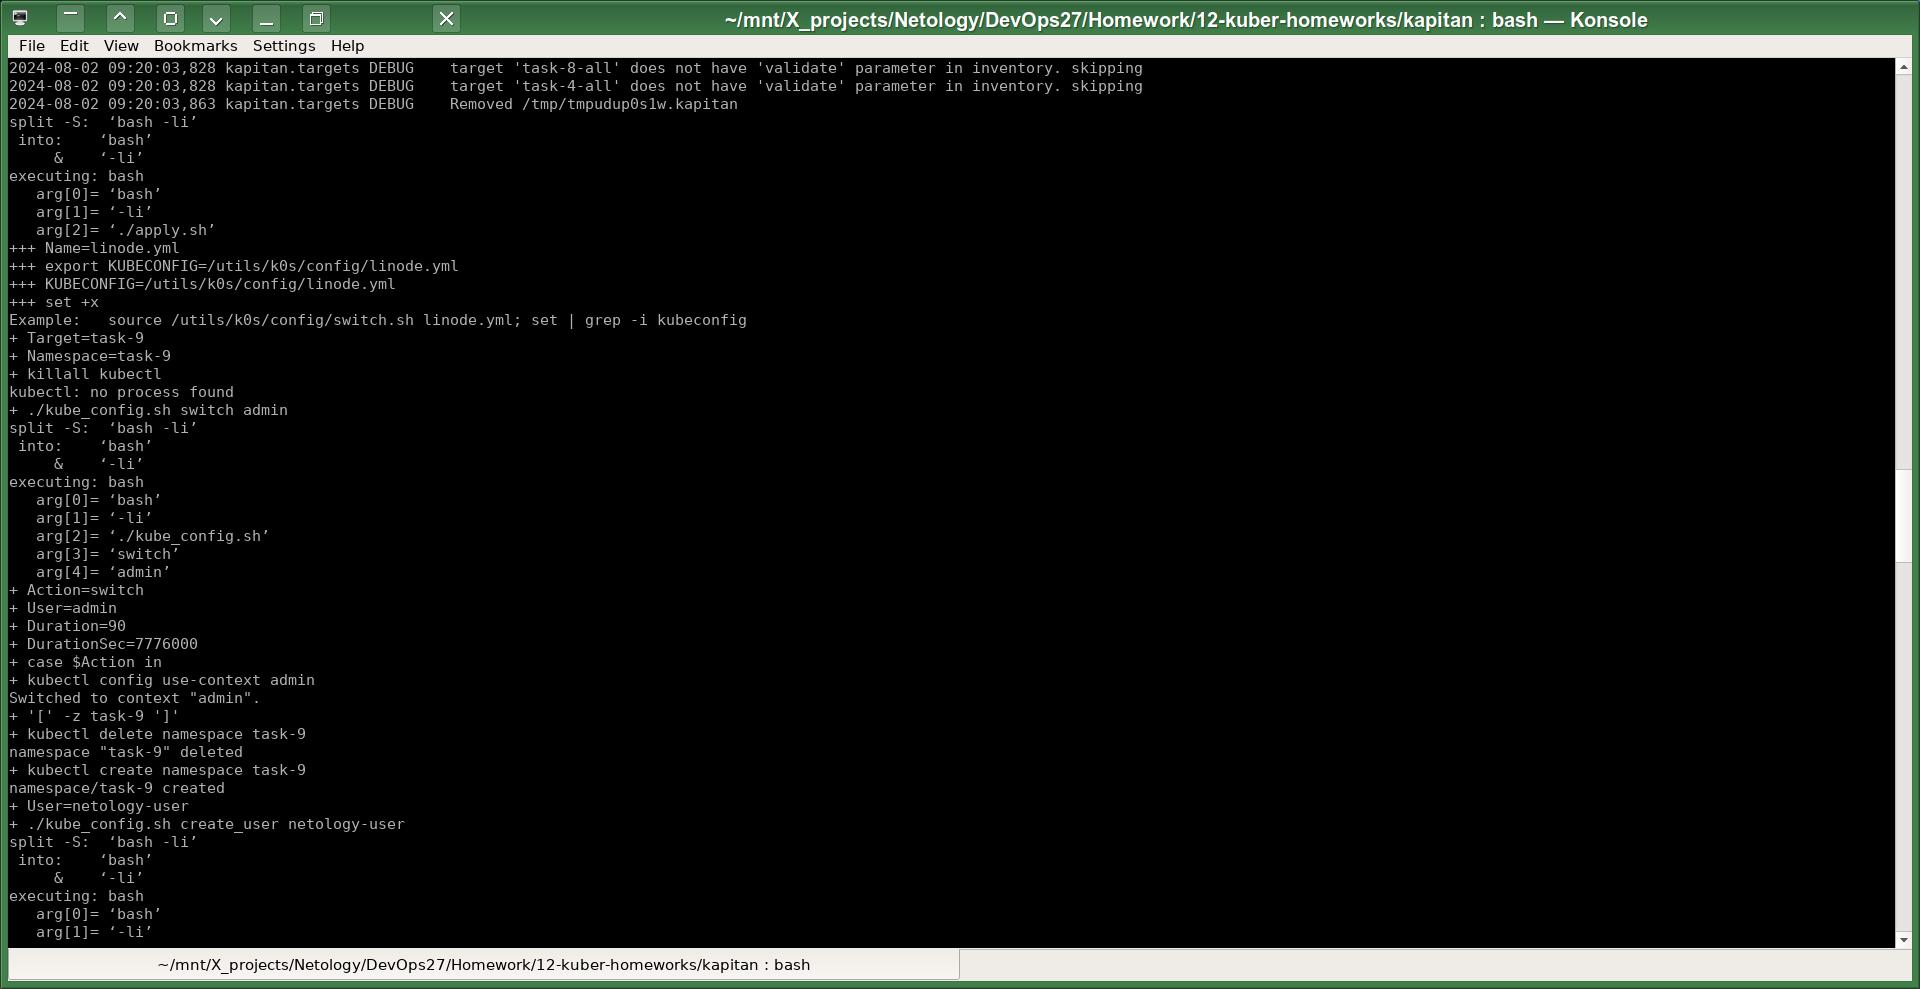 ~/mnt/X_projects/Netology/DevOps27/Homework/12-kuber-homeworks/kapitan : bash — Konsole
File Edit View Bookmarks Settings Help
2024-08-02 09:20:03,828 kapitan.targets DEBUG    target 'task-8-all' does not have 'validate' parameter in inventory. skipping
2024-08-02 09:20:03,828 kapitan.targets DEBUG    target 'task-4-all' does not have 'validate' parameter in inventory. skipping
2024-08-02 09:20:03,863 kapitan.targets DEBUG    Removed /tmp/tmpudup0s1w.kapitan
split -S:  ‘bash -li’
 into:    ‘bash’
     &    ‘-li’
executing: bash
   arg[0]= ‘bash’
   arg[1]= ‘-li’
   arg[2]= ‘./apply.sh’
+++ Name=linode.yml
+++ export KUBECONFIG=/utils/k0s/config/linode.yml
+++ KUBECONFIG=/utils/k0s/config/linode.yml
+++ set +x
Example:   source /utils/k0s/config/switch.sh linode.yml; set | grep -i kubeconfig
+ Target=task-9
+ Namespace=task-9
+ killall kubectl
kubectl: no process found
+ ./kube_config.sh switch admin
split -S:  ‘bash -li’
 into:    ‘bash’
     &    ‘-li’
executing: bash
   arg[0]= ‘bash’
   arg[1]= ‘-li’
   arg[2]= ‘./kube_config.sh’
   arg[3]= ‘switch’
   arg[4]= ‘admin’
+ Action=switch
+ User=admin
+ Duration=90
+ DurationSec=7776000
+ case $Action in
+ kubectl config use-context admin
Switched to context "admin".
+ '[' -z task-9 ']'
+ kubectl delete namespace task-9
namespace "task-9" deleted
+ kubectl create namespace task-9
namespace/task-9 created
+ User=netology-user
+ ./kube_config.sh create_user netology-user
split -S:  ‘bash -li’
 into:    ‘bash’
     &    ‘-li’
executing: bash
   arg[0]= ‘bash’
   arg[1]= ‘-li’
~/mnt/X_projects/Netology/DevOps27/Homework/12-kuber-homeworks/kapitan : bash